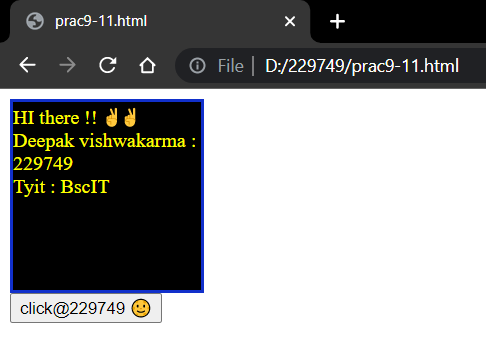 prac9-11.html
File | D:/229749/prac9-11.html
HI there !! ✌✌
Deepak vishwakarma :
229749
Tyit : BscIT
click@229749 🙂